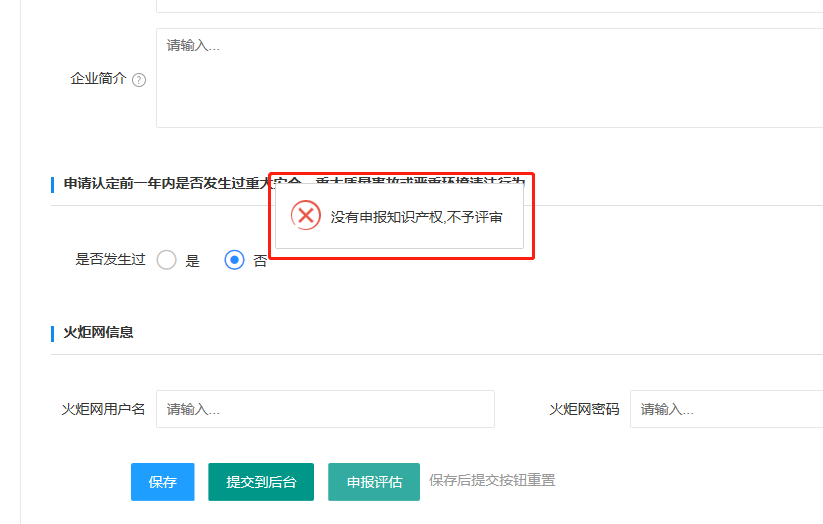 请输入...
企业简介
申请认定前一年内是否发生过重大安全、重大质量事故或严重环境违法行为
没有申报知识产权,不予评审
是否发生过 是 否
火炬网信息
火炬网用户名 请输入... 火炬网密码 请输入...
保存 提交到后台 申报评估 保存后提交按钮重置